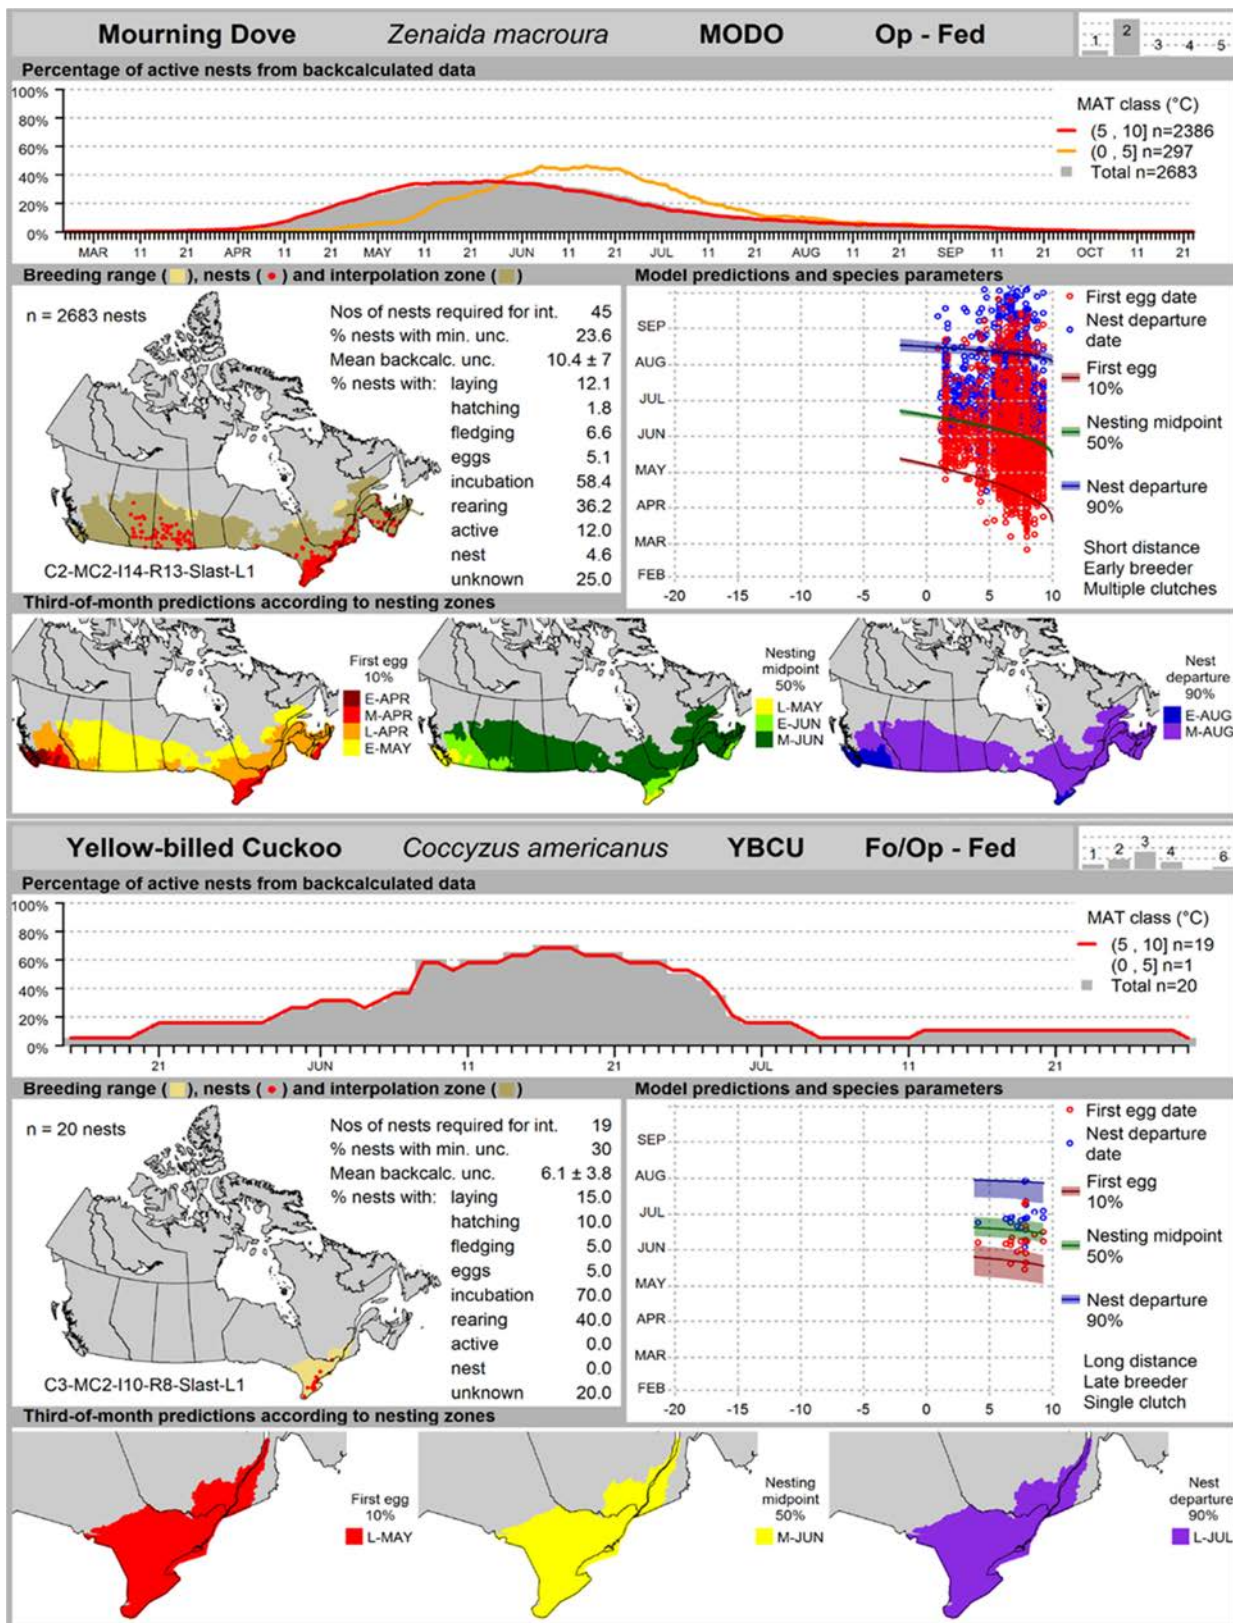 Mourning Dove Zenaida macroura MODO Op - Fed
1 2 3 4 5
Percentage of active nests from backcalculated data
100%
80%
60%
40%
20%
0%
MAT class (°C)
(5 , 10] n=2386
(0 , 5] n=297
Total n=2683
MAR 11 21 APR 11 21 MAY 11 21 JUN 11 21 JUL 11 21 AUG 11 21 SEP 11 21 OCT 11 21
Breeding range ( ), nests ( ) and interpolation zone ( )
n = 2683 nests
Nos of nests required for int. 45
% nests with min. unc. 23.6
Mean backcalc. unc. 10.4 ± 7
% nests with: laying 12.1
hatching 1.8
fledging 6.6
eggs 5.1
incubation 58.4
rearing 36.2
active 12.0
nest 4.6
unknown 25.0
C2-MC2-I14-R13-Slast-L1
Model predictions and species parameters
SEP
AUG
JUL
JUN
MAY
APR
MAR
FEB
-20 -15 -10 -5 0 5 10
First egg date
Nest departure
date
First egg
10%
Nesting midpoint
50%
Nest departure
90%
Short distance
Early breeder
Multiple clutches
Third-of-month predictions according to nesting zones
First egg
10%
E-APR
M-APR
L-APR
E-MAY
Nesting
midpoint
50%
L-MAY
E-JUN
M-JUN
Nest
departure
90%
E-AUG
M-AUG
Yellow-billed Cuckoo Coccyzus americanus YBCU Fo/Op - Fed
1 2 3 4 6
Percentage of active nests from backcalculated data
100%
80%
60%
40%
20%
0%
MAT class (°C)
(5 , 10] n=19
(0 , 5] n=1
Total n=20
21 JUN 11 21 JUL 11 21
Breeding range ( ), nests ( ) and interpolation zone ( )
n = 20 nests
Nos of nests required for int. 19
% nests with min. unc. 30
Mean backcalc. unc. 6.1 ± 3.8
% nests with: laying 15.0
hatching 10.0
fledging 5.0
eggs 5.0
incubation 70.0
rearing 40.0
active 0.0
nest 0.0
unknown 20.0
C3-MC2-I10-R8-Slast-L1
Model predictions and species parameters
SEP
AUG
JUL
JUN
MAY
APR
MAR
FEB
-20 -15 -10 -5 0 5 10
First egg date
Nest departure
date
First egg
10%
Nesting midpoint
50%
Nest departure
90%
Long distance
Late breeder
Single clutch
Third-of-month predictions according to nesting zones
First egg
10%
L-MAY
Nesting
midpoint
50%
M-JUN
Nest
departure
90%
L-JUL